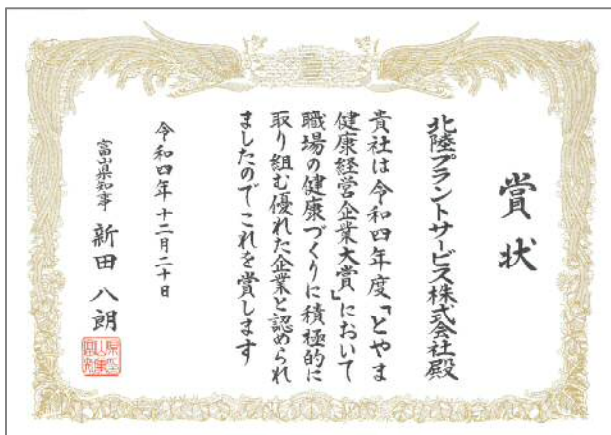 賞状
北陸プラントサービス株式会社殿
貴社は令和四年度「とやま
健康経営企業大賞」において
職場の健康づくりに積極的に
取り組む優れた企業と認められ
ましたのでこれを賞します
令和四年十二月二十日
富山県知事 新田八朗